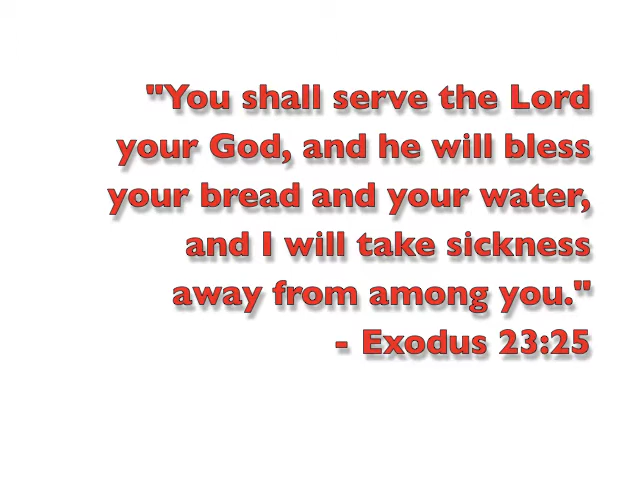 "You shall serve the Lord
your God, and he will bless
your bread and your water,
and I will take sickness
away from among you."
- Exodus 23:25